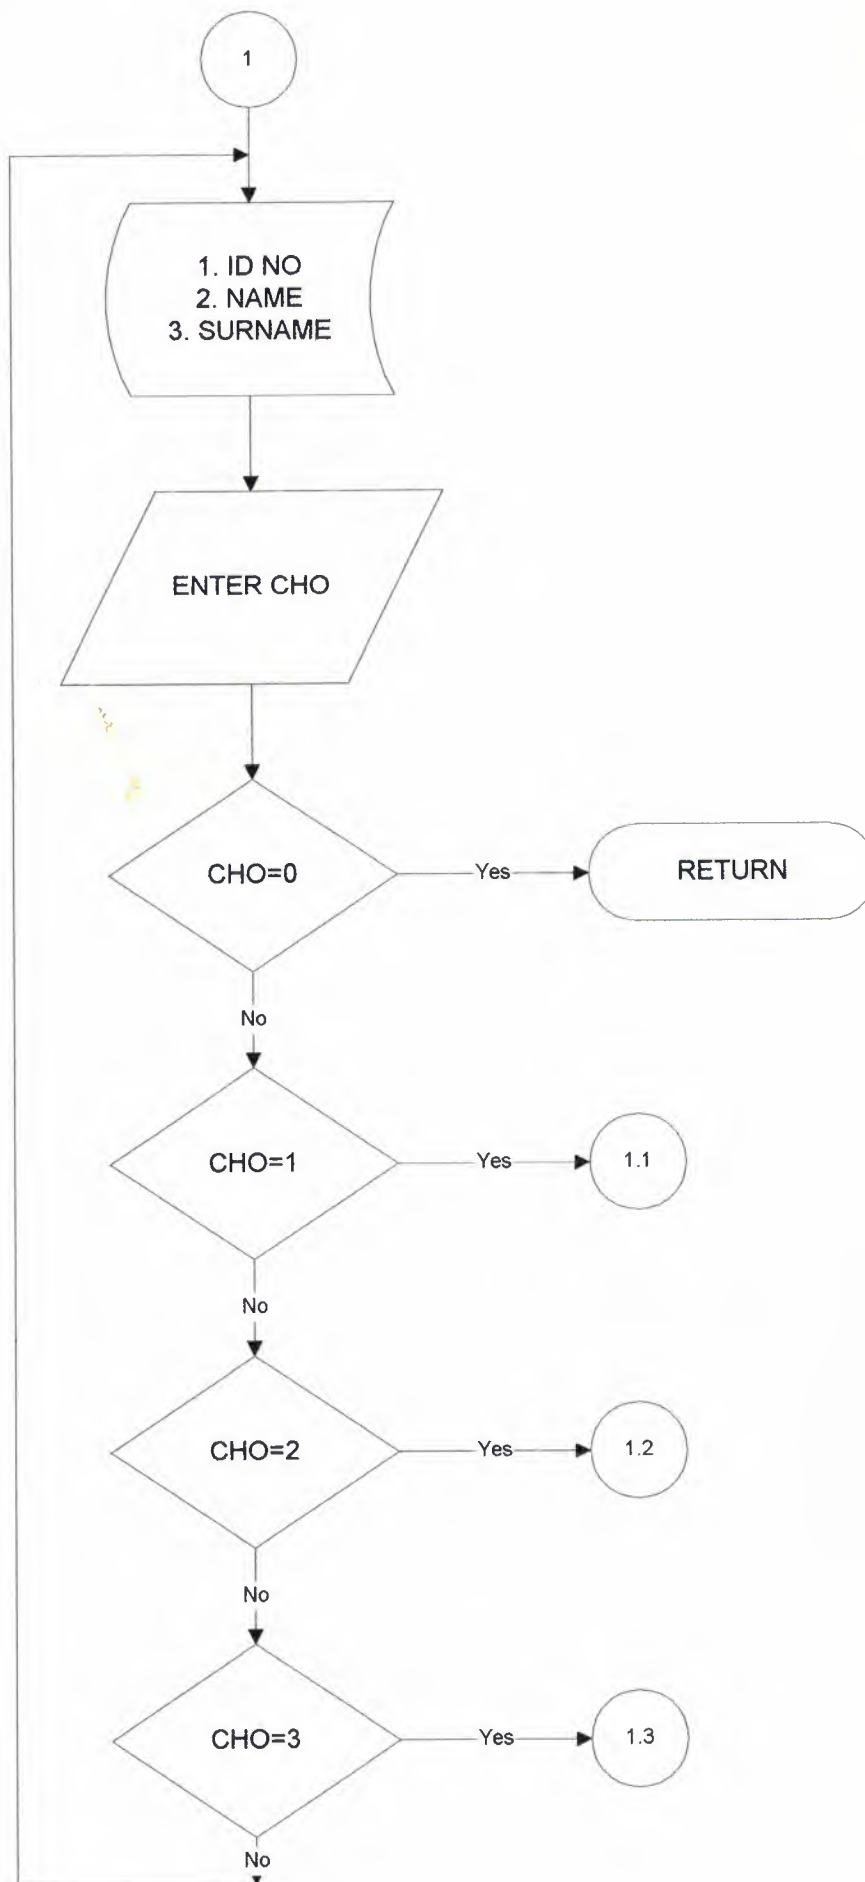 1
1. ID NO
2. NAME
3. SURNAME
ENTER CHO
CHO=0
Yes
RETURN
No
CHO=1
Yes
1.1
No
CHO=2
Yes
1.2
No
CHO=3
Yes
1.3
No